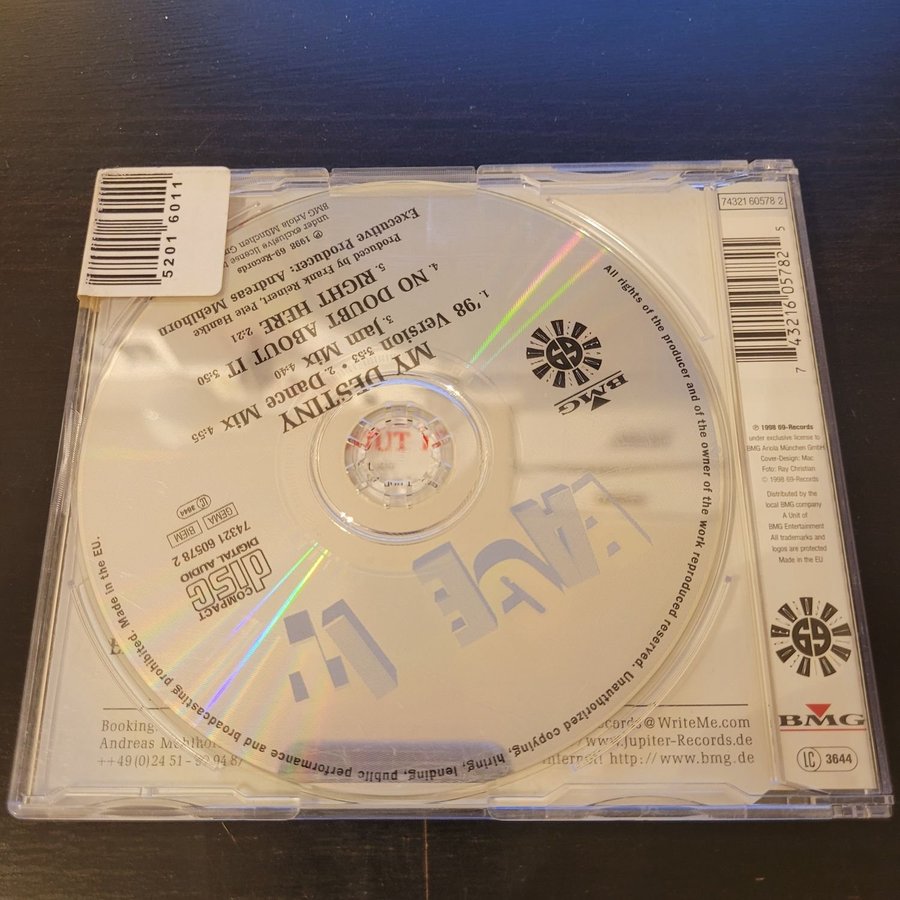 5201 6011
74321 60578 2
7 43216 05782 5
℗ 1998 69-Records
under exclusive license to
BMG Ariola München GmbH
Cover-Design: Mac
Foto: Ray Christian
© 1998 69-Records
Distributed by the
local BMG company
A Unit of
BMG Entertainment
All trademarks and
logos are protected
Made in the EU
69
BMG
LC 3644
MY DESTINY
1. '98 Version 3:53 • 2. Dance Mix 4:55
3. Jam Mix 4:40
4. NO DOUBT ABOUT IT 3:50
5. RIGHT HERE 2:21
Produced by Frank Keinert, Pete Hamke
Executive Producer: Andreas Mehlhorn
℗ 1998 69-Records
under exclusive license
BMG Ariola München
69
BMG
LC 3644
GEMA
BIEM
74321 60578 2
COMPACT
disc
DIGITAL AUDIO
All rights of the producer and of the owner of the work reproduced reserved. Unauthorized copying, hiring, lending, public performance and broadcasting prohibited. Made in the EU.
Booking
@WriteMe.com
Andreas Mehlhorn
www.Jupiter-Records.de
++49(0)24 51-
http://www.bmg.de